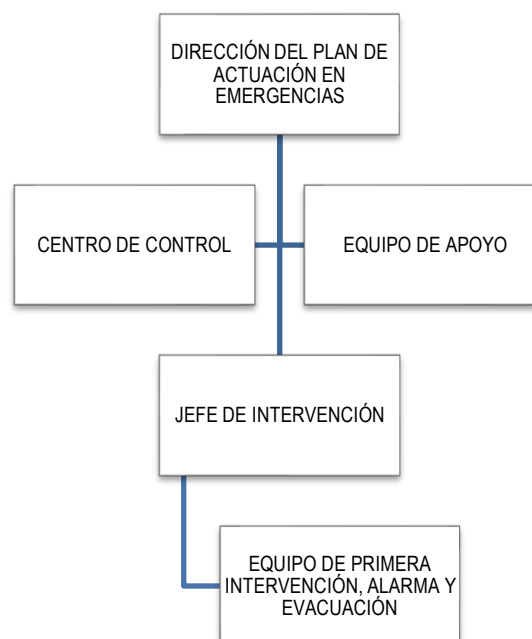 DIRECCIÓN DEL PLAN DE
ACTUACIÓN EN
EMERGENCIAS
CENTRO DE CONTROL
EQUIPO DE APOYO
JEFE DE INTERVENCIÓN
EQUIPO DE PRIMERA
INTERVENCIÓN, ALARMA Y
EVACUACIÓN